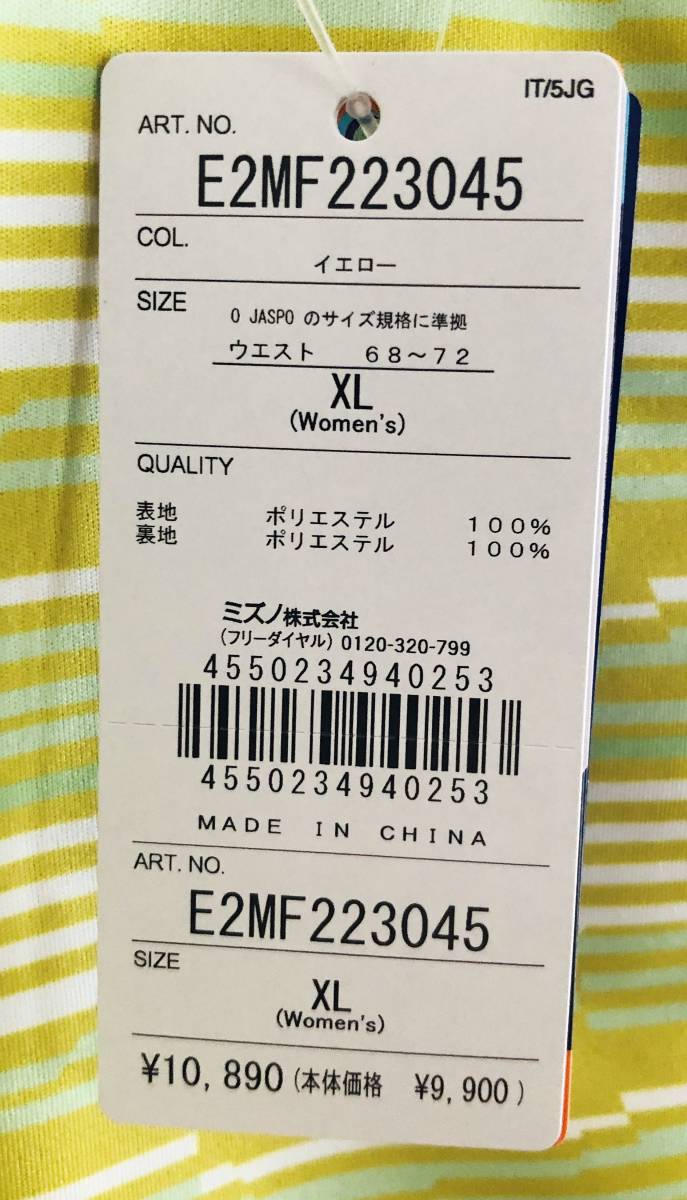 IT/5JG
ART. NO.
E2MF223045
COL.
イエロー
SIZE
O JASPO のサイズ規格に準拠
ウエスト 68～72
XL
(Women's)
QUALITY
表地 ポリエステル 100%
裏地 ポリエステル 100%
ミズノ株式会社
(フリーダイヤル) 0120-320-799
4550234940253
4550234940253
MADE IN CHINA
ART. NO.
E2MF223045
SIZE
XL
(Women's)
¥10,890 (本体価格 ¥9,900 )